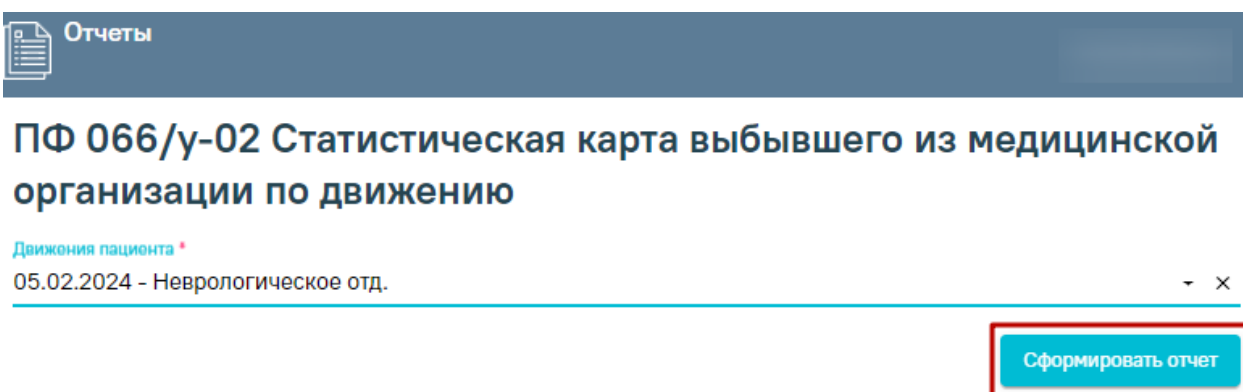 Отчеты
ПФ 066/у-02 Статистическая карта выбывшего из медицинской
организации по движению
Движения пациента *
05.02.2024 - Неврологическое отд.
Сформировать отчет